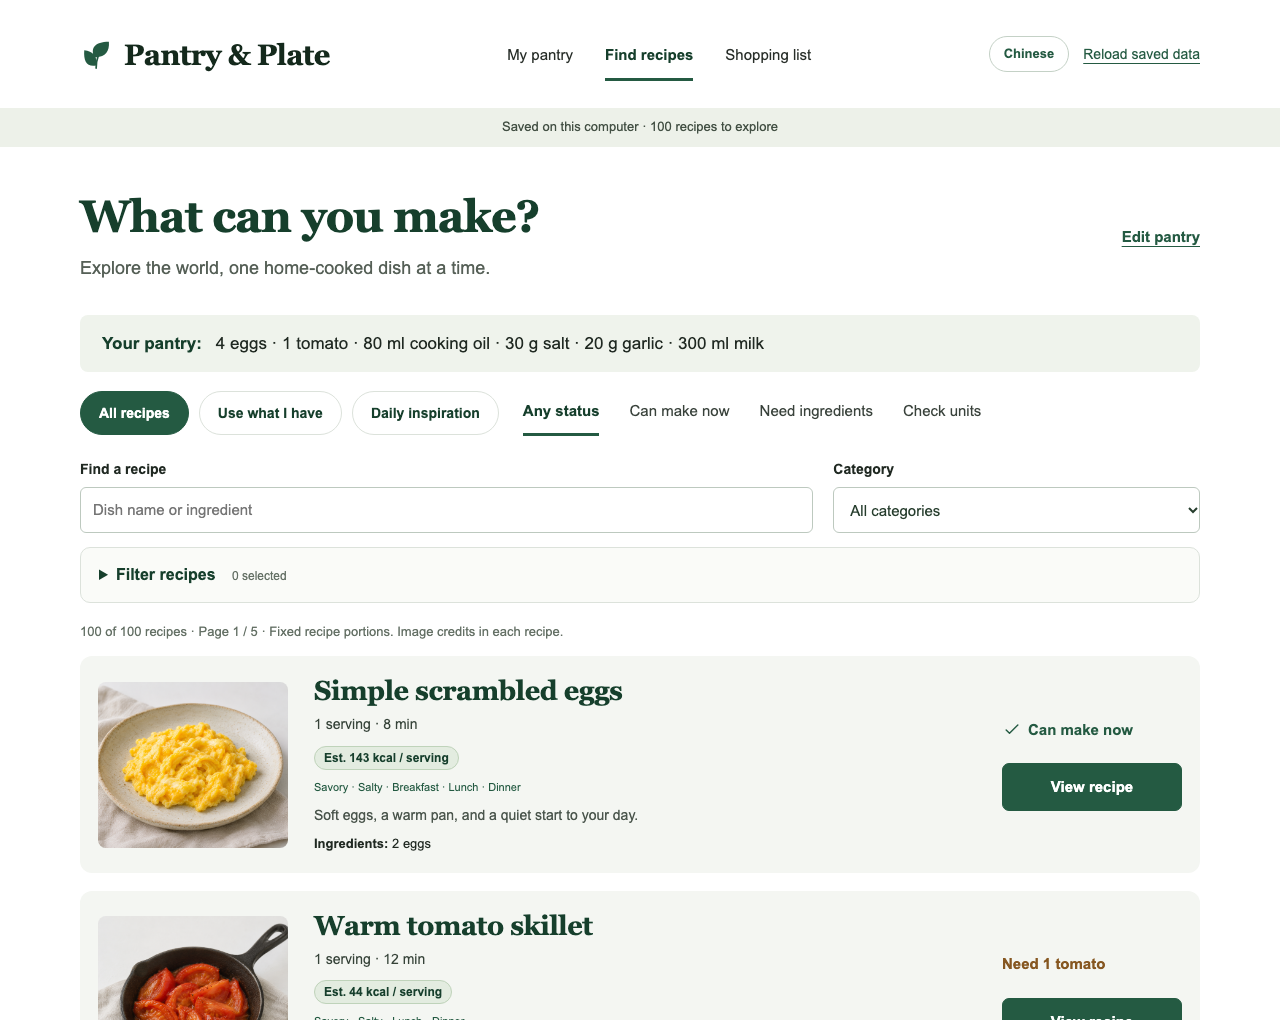 Pantry & Plate
My pantry
Find recipes
Shopping list
Chinese
Reload saved data
Saved on this computer · 100 recipes to explore
What can you make?
Edit pantry
Explore the world, one home-cooked dish at a time.
Your pantry: 4 eggs · 1 tomato · 80 ml cooking oil · 30 g salt · 20 g garlic · 300 ml milk
All recipes
Use what I have
Daily inspiration
Any status
Can make now
Need ingredients
Check units
Find a recipe
Category
Dish name or ingredient
All categories
Filter recipes 0 selected
100 of 100 recipes · Page 1 / 5 · Fixed recipe portions. Image credits in each recipe.
Simple scrambled eggs
1 serving · 8 min
Est. 143 kcal / serving
Savory · Salty · Breakfast · Lunch · Dinner
Soft eggs, a warm pan, and a quiet start to your day.
Ingredients: 2 eggs
Can make now
View recipe
Warm tomato skillet
1 serving · 12 min
Est. 44 kcal / serving
Savory · Salty · Lunch · Dinner
Need 1 tomato
View recipe